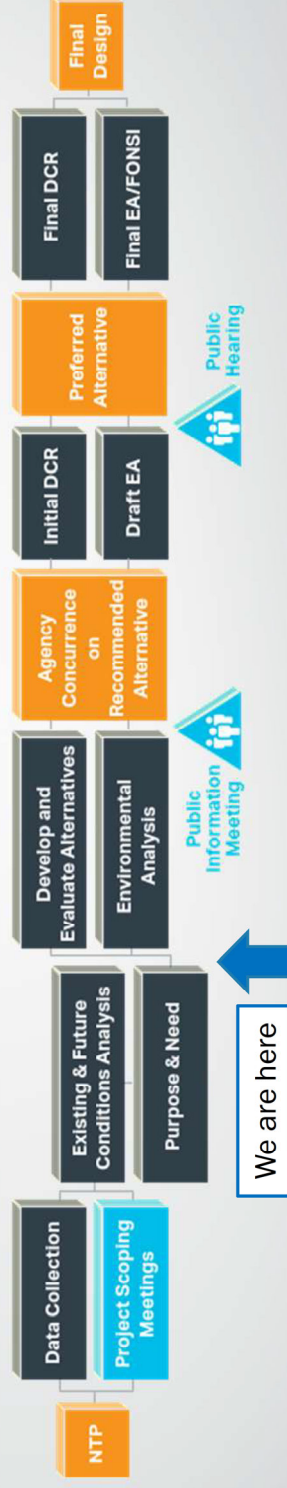 NTP
Data Collection
Project Scoping
Meetings
Existing & Future
Conditions Analysis
Purpose & Need
We are here
Develop and
Evaluate Alternatives
Environmental
Analysis
Public
Information
Meeting
Agency
Concurrence
on
Recommended
Alternative
Initial DCR
Draft EA
Preferred
Alternative
Public
Hearing
Final DCR
Final EA/FONSI
Final
Design